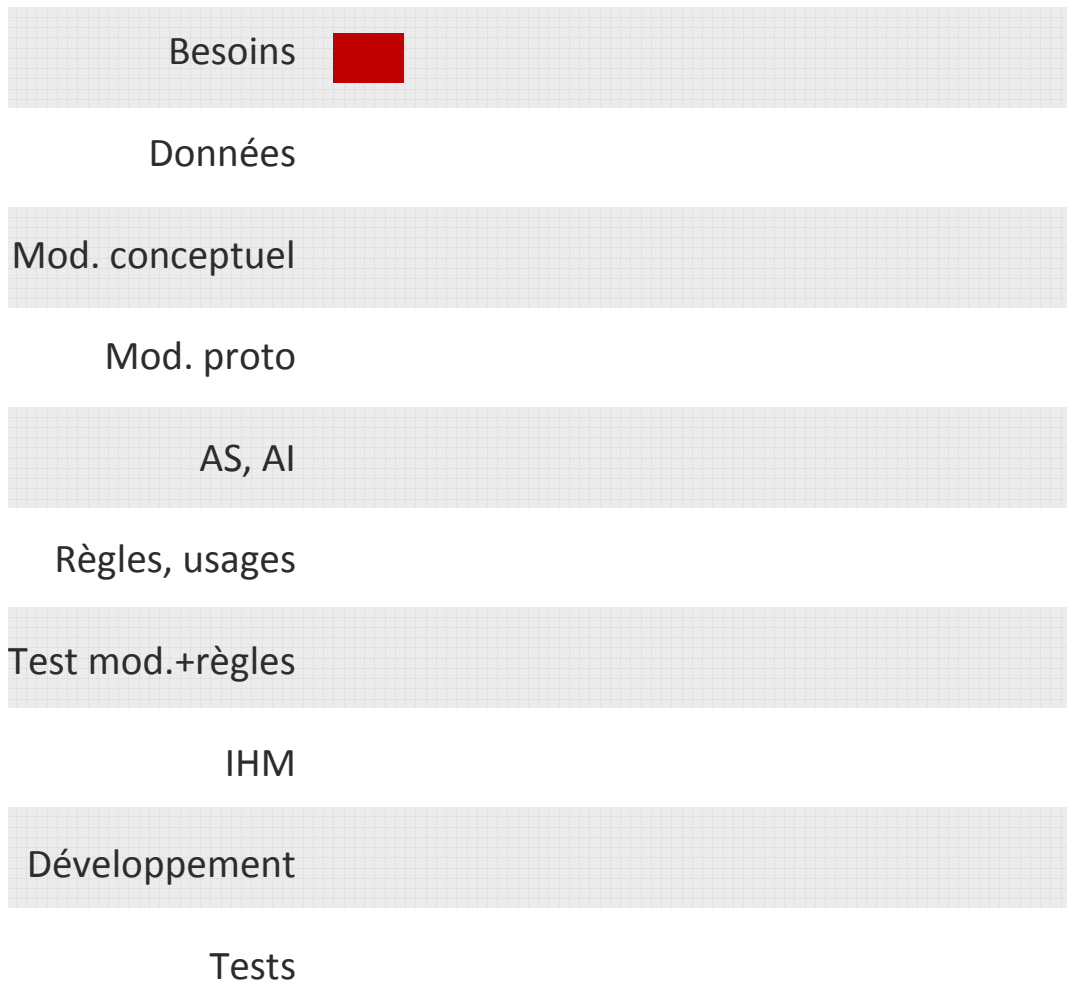 Besoins
Données
Mod. conceptuel
Mod. proto
AS, AI
Règles, usages
Test mod.+règles
IHM
Développement
Tests